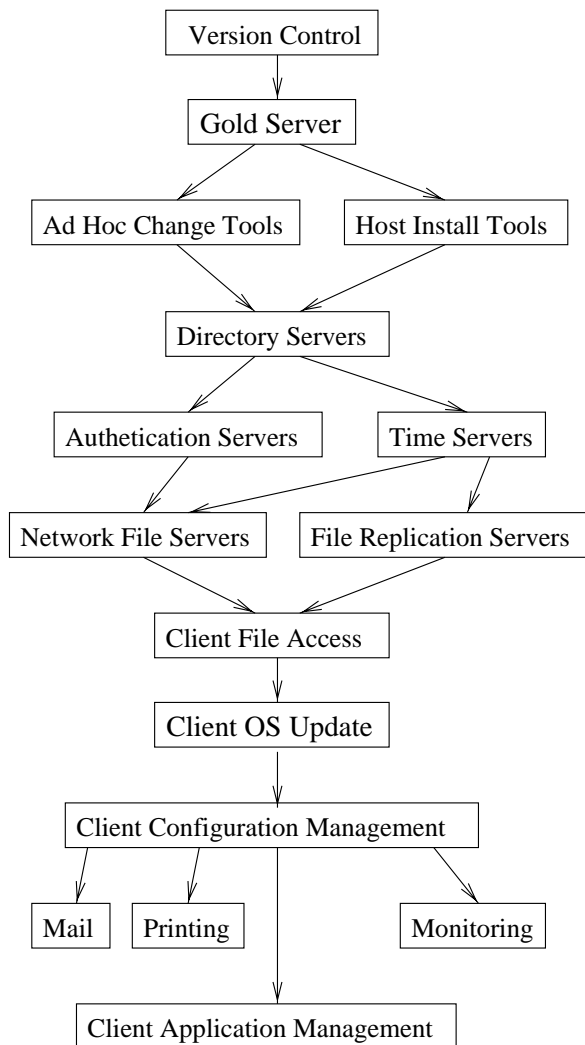 Version Control
Gold Server
Ad Hoc Change Tools
Host Install Tools
Directory Servers
Authetication Servers
Time Servers
Network File Servers
File Replication Servers
Client File Access
Client OS Update
Client Configuration Management
Mail
Printing
Monitoring
Client Application Management